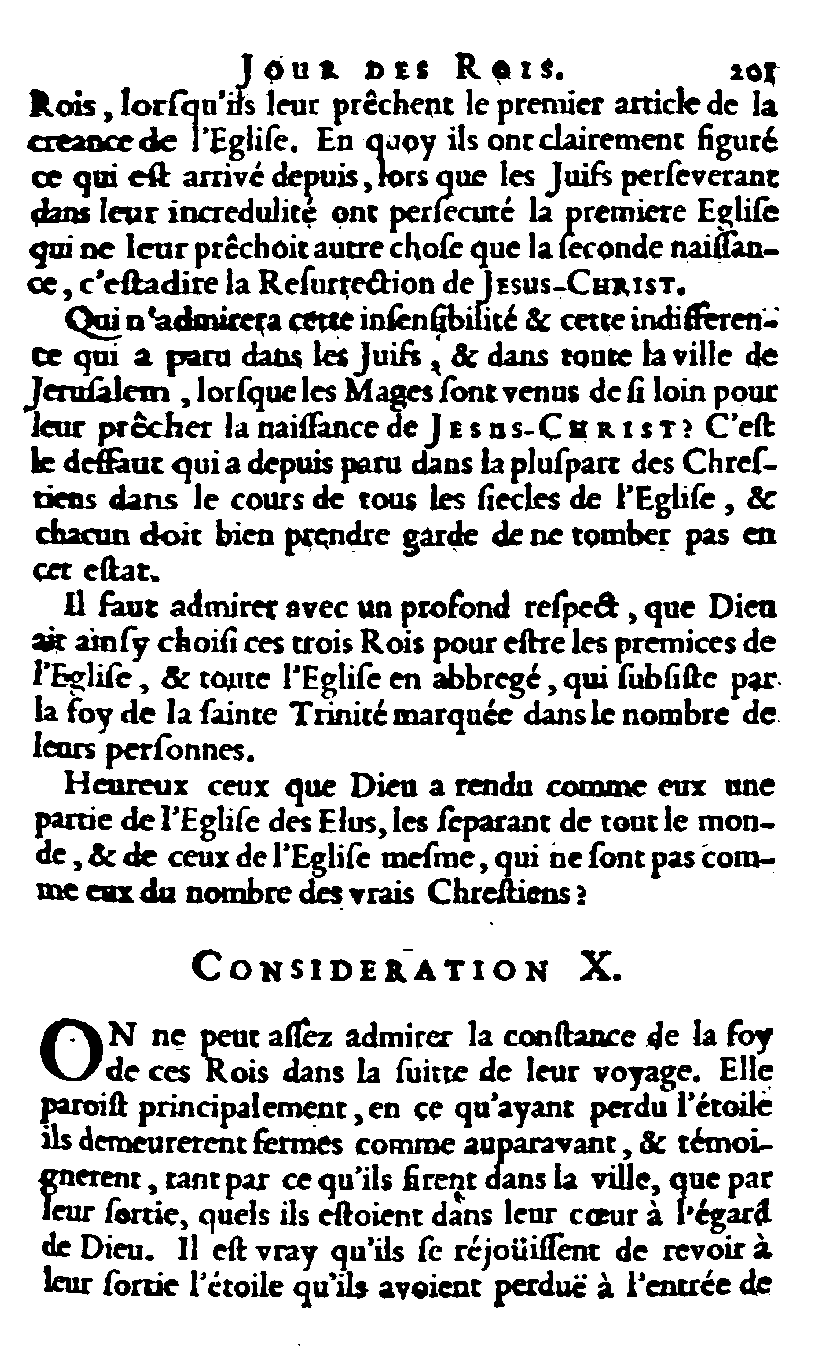 JOUR DES ROIS. 205
Rois, lorſqu'ils leur prêchent le premier article de la
creance de l'Egliſe. En quoy ils ont clairement figuré
ce qui eſt arrivé depuis, lors que les Juifs perſeverant
dans leur incredulité ont perſecuté la premiere Egliſe
qui ne leur prêchoit autre choſe que la ſeconde naiſſan-
ce, c'eſtadire la Reſurrection de JESUS-CHRIST.
Qui n'admirera cette inſenſibilité & cette indifferen-
ce qui a paru dans les Juifs, & dans toute la ville de
Jeruſalem, lorſque les Mages ſont venus de ſi loin pour
leur prêcher la naiſſance de JESUS-CHRIST? C'eſt
le deffaut qui a depuis paru dans la pluſpart des Chreſ-
tiens dans le cours de tous les ſiecles de l'Egliſe, &
chacun doit bien prendre garde de ne tomber pas en
cet eſtat.
Il faut admirer avec un profond reſpect, que Dieu
ait ainſy choiſi ces trois Rois pour eſtre les premices de
l'Egliſe, & toute l'Egliſe en abbregé, qui ſubſiſte par
la foy de la ſainte Trinité marquée dans le nombre de
leurs perſonnes.
Heureux ceux que Dieu a rendu comme eux une
partie de l'Egliſe des Elus, les ſeparant de tout le mon-
de, & de ceux de l'Egliſe meſme, qui ne ſont pas com-
me eux du nombre des vrais Chreſtiens?
CONSIDERATION X.
ON ne peut aſſez admirer la conſtance de la foy
de ces Rois dans la ſuitte de leur voyage. Elle
paroiſt principalement, en ce qu'ayant perdu l'étoile
ils demeurerent fermes comme auparavant, & témoi-
gnerent, tant par ce qu'ils firent dans la ville, que par
leur ſortie, quels ils eſtoient dans leur cœur à l'égard
de Dieu. Il eſt vray qu'ils ſe réjoüiſſent de revoir à
leur ſortie l'étoile qu'ils avoient perduë à l'entrée de